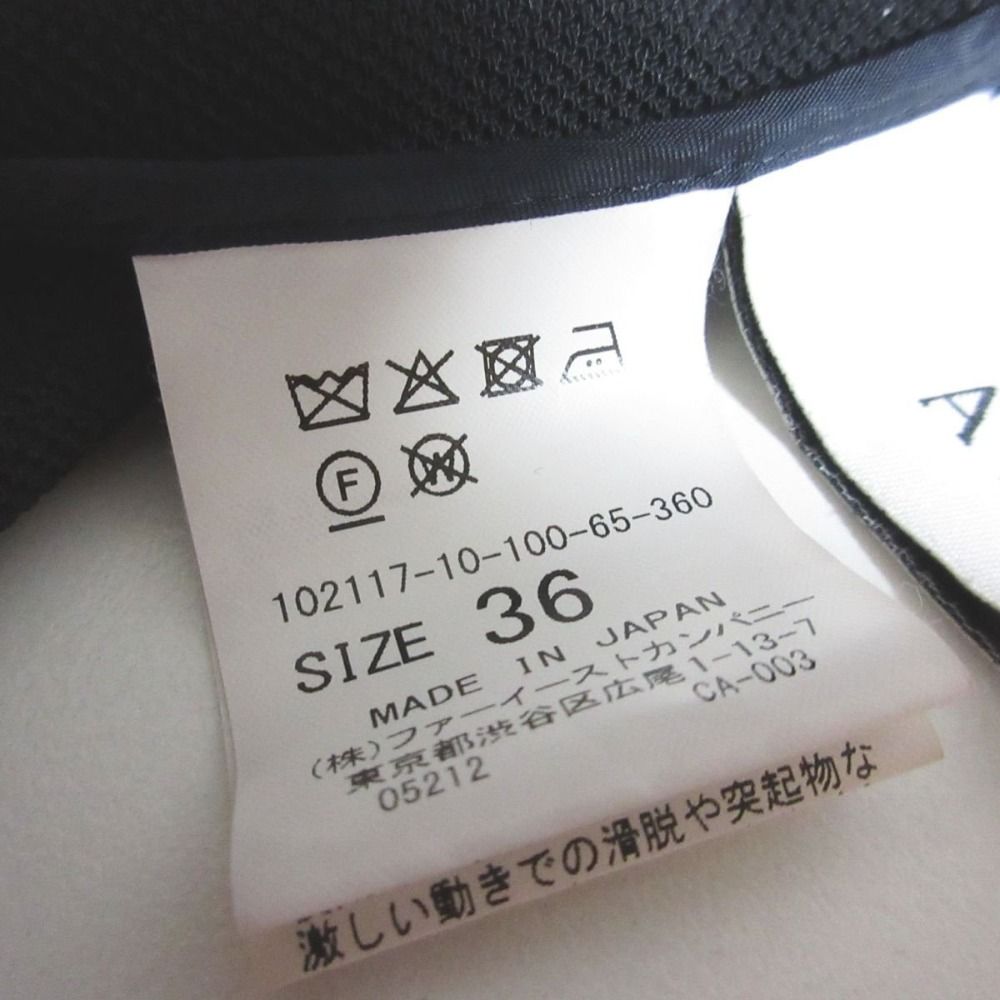 F
W
102117-10-100-65-360
SIZE 36
MADE IN JAPAN
(株)ファーイーストカンパニー
東京都渋谷区広尾1-13-7
CA-003
05212
激しい動きでの滑脱や突起物な
A